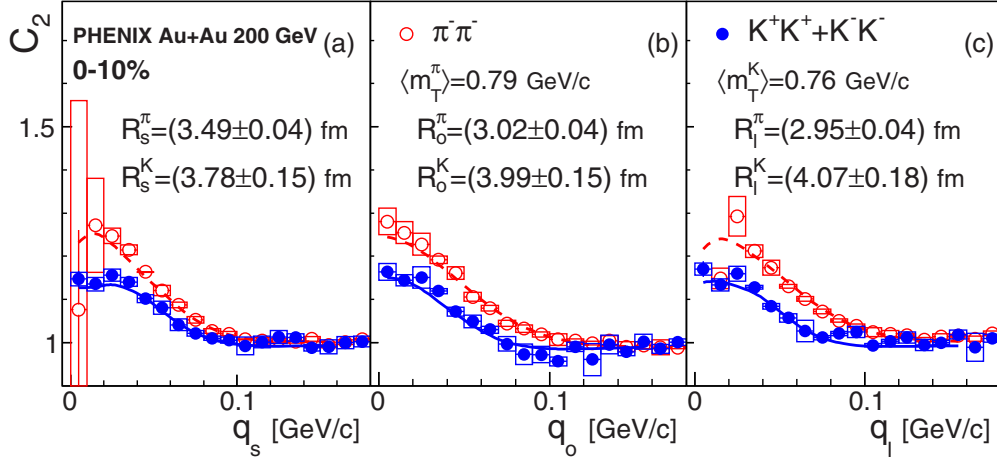 C₂
PHENIX Au+Au 200 GeV (a)
0-10%
R_s^π=(3.49±0.04) fm
R_s^K=(3.78±0.15) fm
π⁻π⁻ (b)
⟨m_T^π⟩=0.79 GeV/c
R_o^π=(3.02±0.04) fm
R_o^K=(3.99±0.15) fm
K⁺K⁺+K⁻K⁻ (c)
⟨m_T^K⟩=0.76 GeV/c
R_l^π=(2.95±0.04) fm
R_l^K=(4.07±0.18) fm
2
1.5
1
0 0.1 0 0.1 0 0.1
q_s [GeV/c] q_o [GeV/c] q_l [GeV/c]